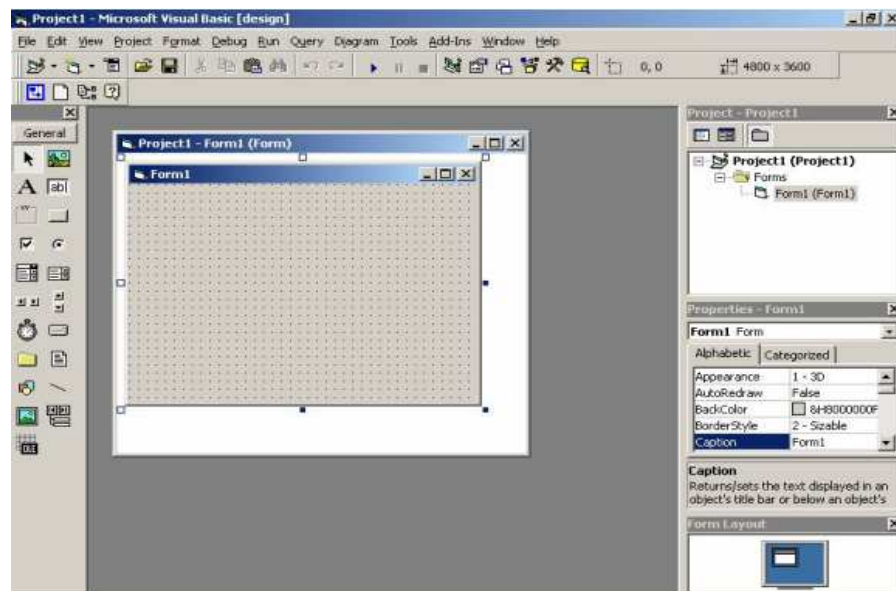 Project1 - Microsoft Visual Basic [design]
File Edit View Project Format Debug Run Query Diagram Tools Add-Ins Window Help
0, 0 4800 x 3600
General
A ab|
OLE
Project1 - Form1 (Form)
Form1
Project - Project1
Project1 (Project1)
Forms
Form1 (Form1)
Properties - Form1
Form1 Form
Alphabetic Categorized
Appearance 1 - 3D
AutoRedraw False
BackColor &H8000000F
BorderStyle 2 - Sizable
Caption Form1
Caption
Returns/sets the text displayed in an
object's title bar or below an object's
Form Layout